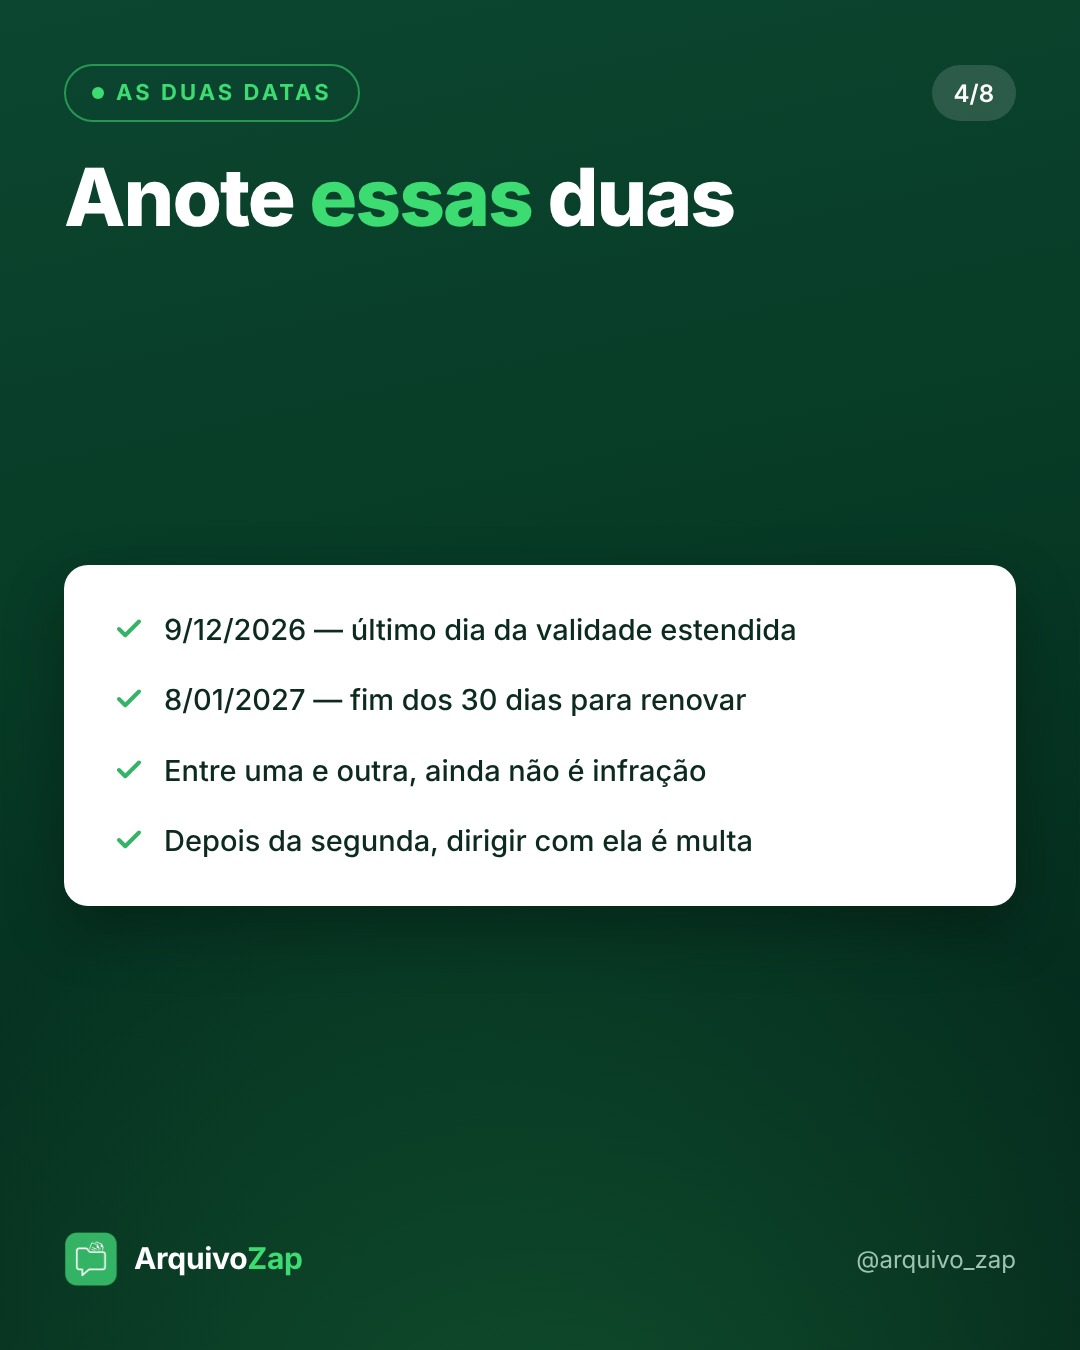 AS DUAS DATAS
4/8
Anote essas duas
9/12/2026 — último dia da validade estendida
8/01/2027 — fim dos 30 dias para renovar
Entre uma e outra, ainda não é infração
Depois da segunda, dirigir com ela é multa
ArquivoZap
@arquivo_zap